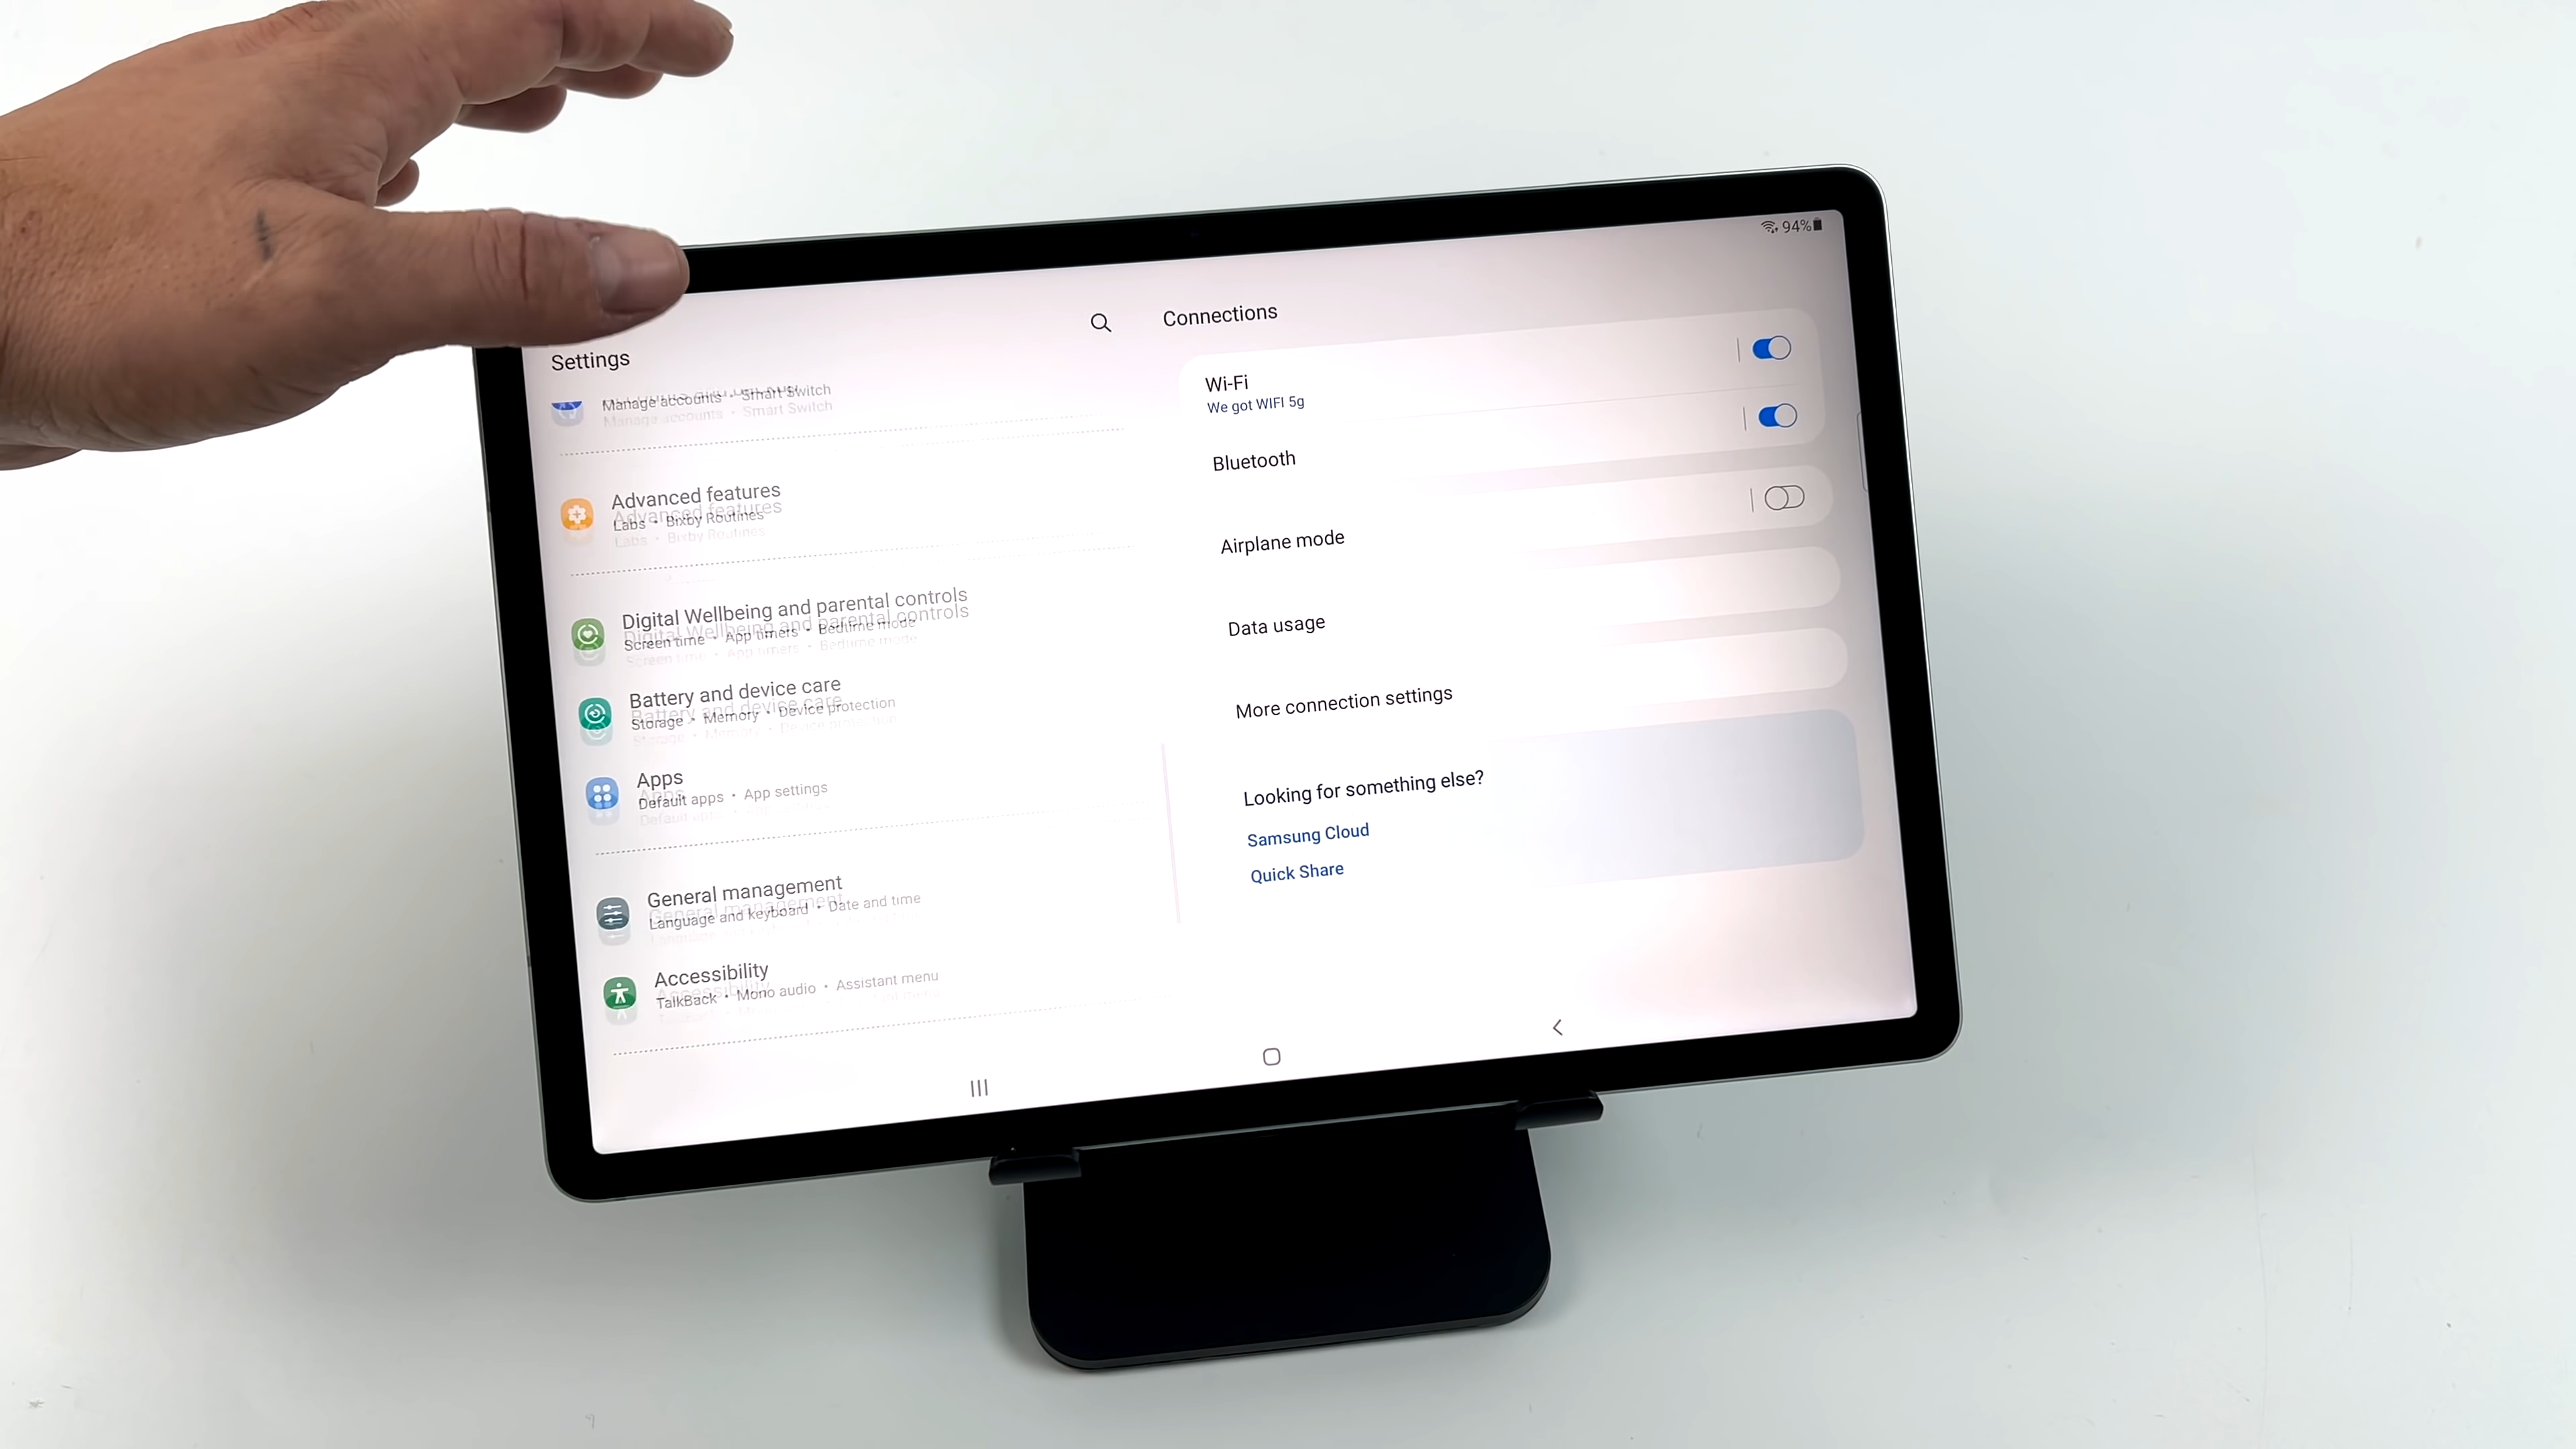 94%
Settings
Manage accounts • Smart Switch
Advanced features
Labs • Bixby Routines
Digital Wellbeing and parental controls
Screen time • App timers • Bedtime mode
Battery and device care
Storage • Memory • Device protection
Apps
Default apps • App settings
General management
Language and keyboard • Date and time
Accessibility
TalkBack • Mono audio • Assistant menu
Connections
Wi-Fi
We got WIFI 5g
Bluetooth
Airplane mode
Data usage
More connection settings
Looking for something else?
Samsung Cloud
Quick Share